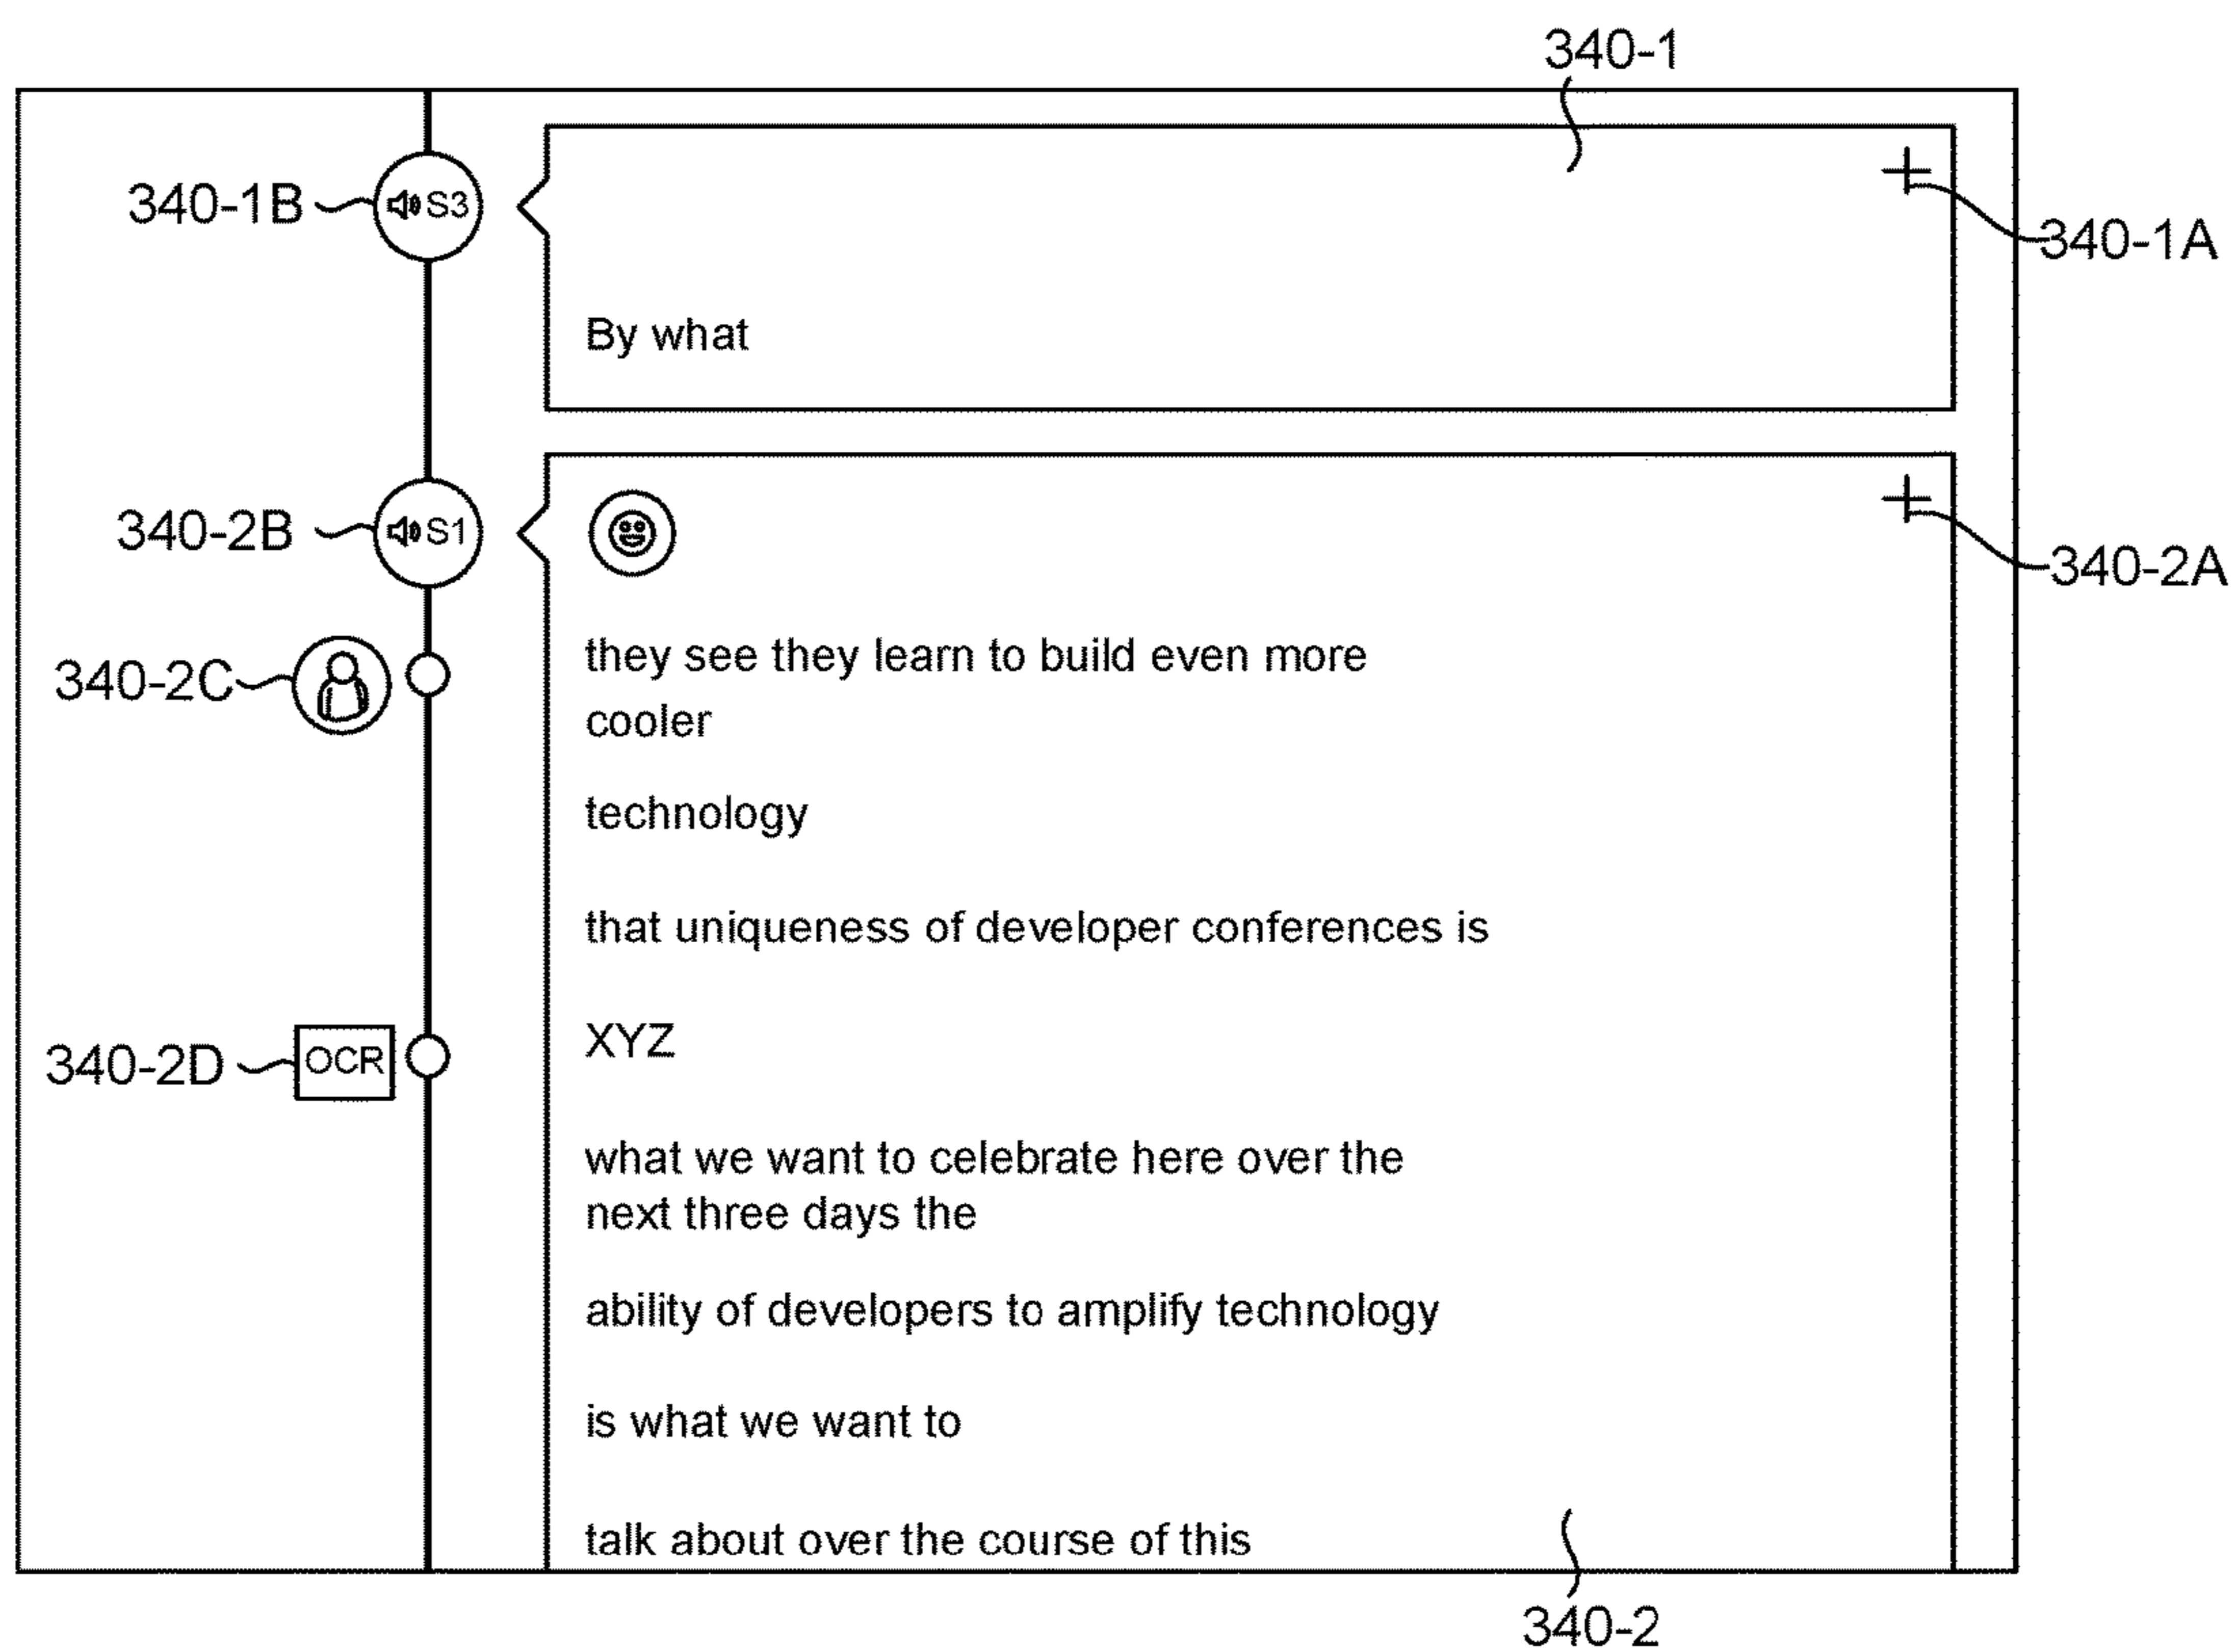 340-1
340-1B
S3
340-1A
By what
340-2B
S1
340-2A
340-2C
they see they learn to build even more
cooler
technology
that uniqueness of developer conferences is
XYZ
340-2D
OCR
what we want to celebrate here over the
next three days the
ability of developers to amplify technology
is what we want to
talk about over the course of this
340-2